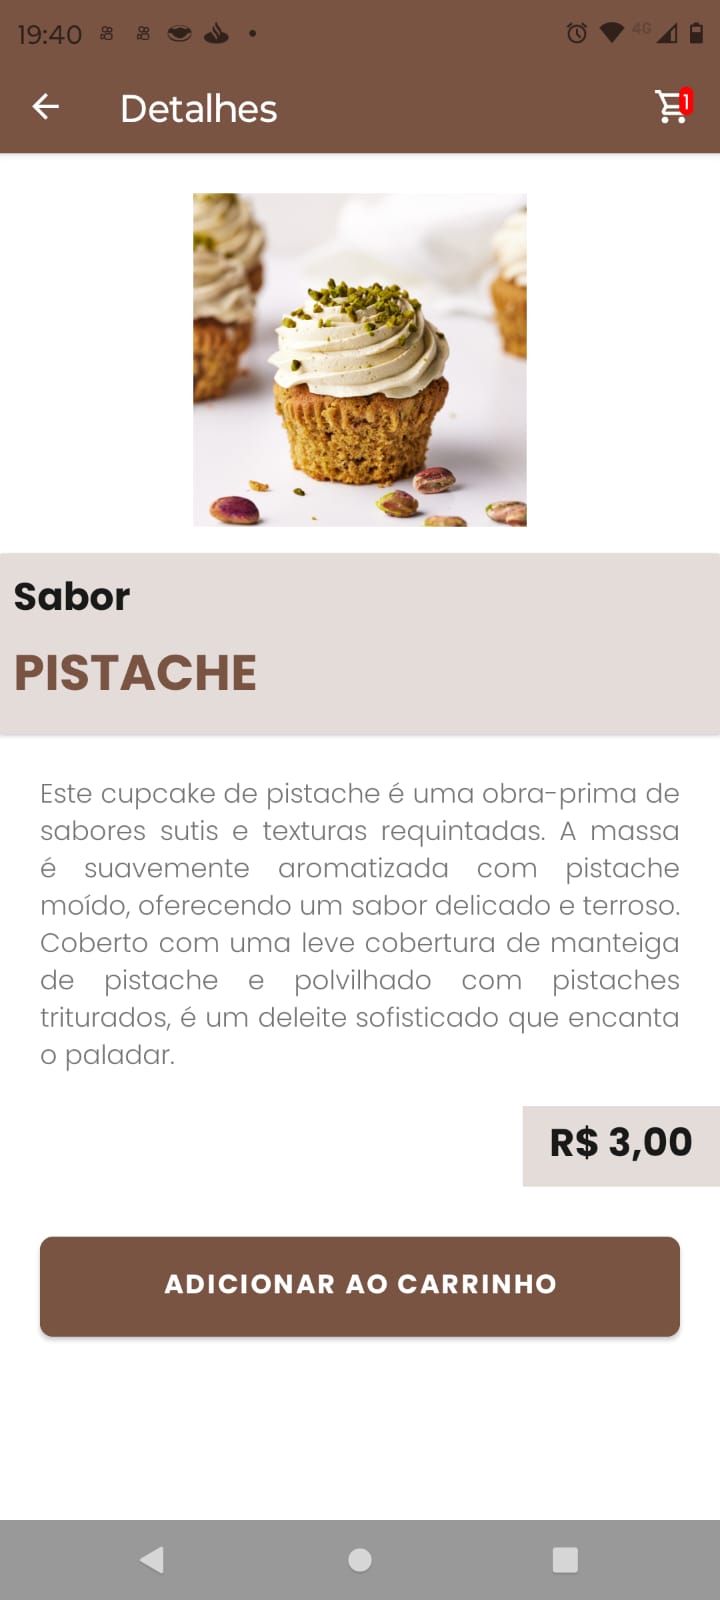 19:40
4G
Detalhes
1
Sabor
PISTACHE
Este cupcake de pistache é uma obra-prima de
sabores sutis e texturas requintadas. A massa
é suavemente aromatizada com pistache
moído, oferecendo um sabor delicado e terroso.
Coberto com uma leve cobertura de manteiga
de pistache e polvilhado com pistaches
triturados, é um deleite sofisticado que encanta
o paladar.
R$ 3,00
ADICIONAR AO CARRINHO